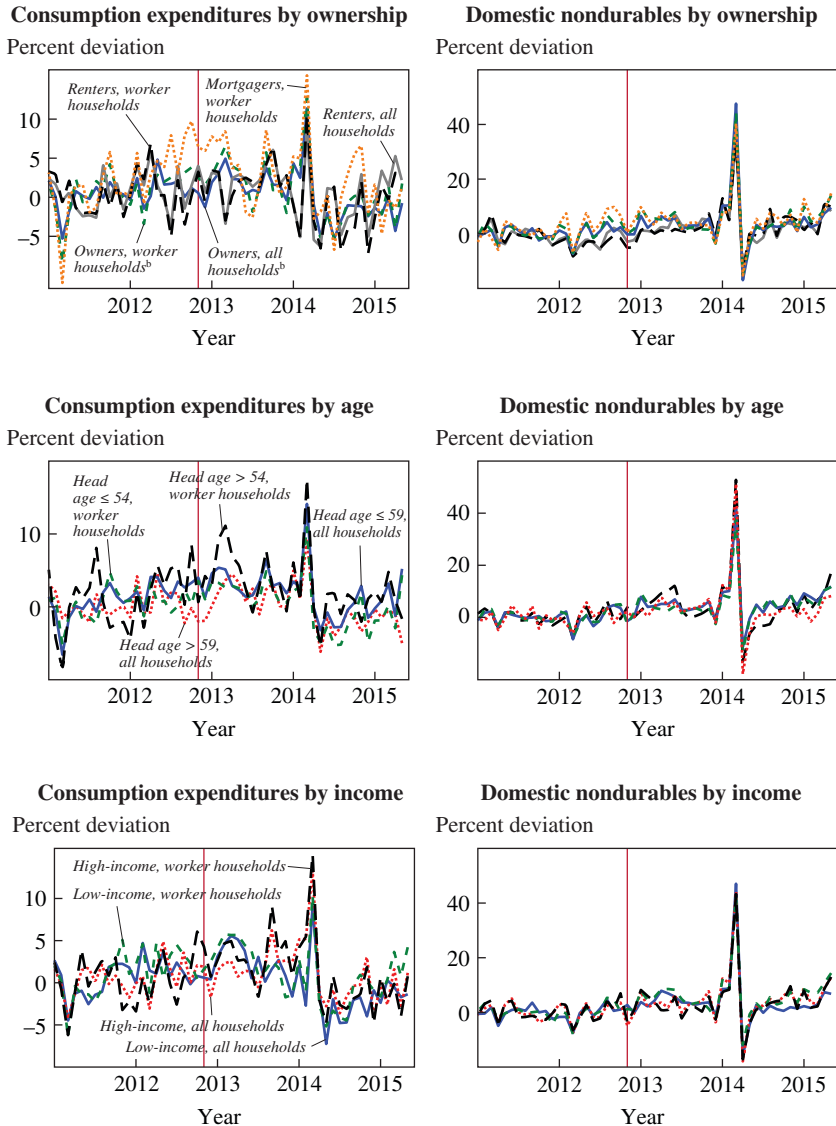 Consumption expenditures by ownership
Percent deviation
Renters, worker
households
Mortgagers,
worker
households
Renters, all
households
10
5
0
−5
Owners, worker
householdsb
Owners, all
householdsb
2012 2013 2014 2015
Year
Domestic nondurables by ownership
Percent deviation
40
20
0
2012 2013 2014 2015
Year
Consumption expenditures by age
Percent deviation
Head
age ≤ 54,
worker
households
Head age > 54,
worker households
Head age ≤ 59,
all households
10
0
Head age > 59,
all households
2012 2013 2014 2015
Year
Domestic nondurables by age
Percent deviation
40
20
0
2012 2013 2014 2015
Year
Consumption expenditures by income
Percent deviation
High-income, worker households
Low-income, worker households
10
5
0
−5
High-income, all households
Low-income, all households
2012 2013 2014 2015
Year
Domestic nondurables by income
Percent deviation
40
20
0
2012 2013 2014 2015
Year